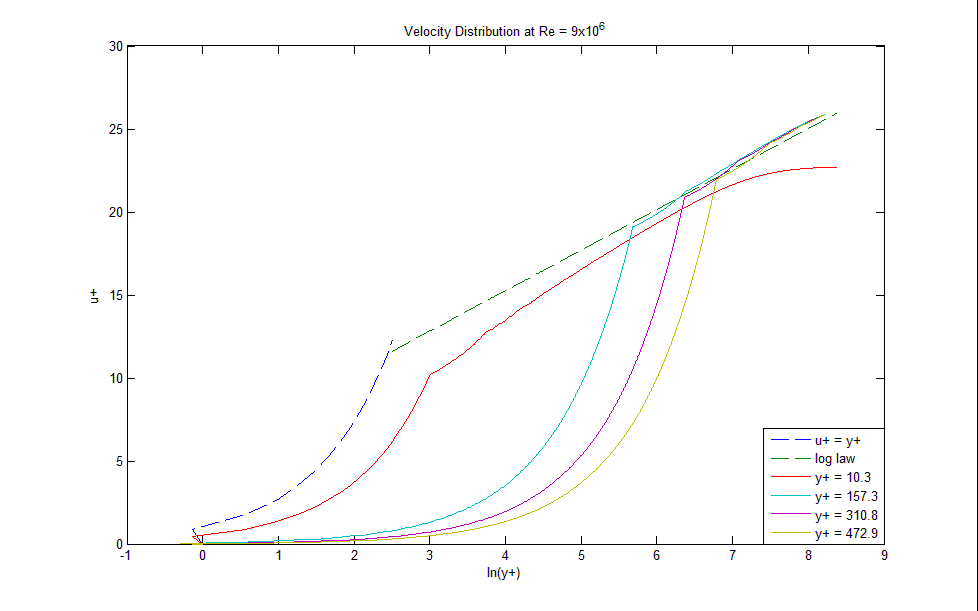 Velocity Distribution at Re = 9x10^6
30
25
20
15
10
5
0
u+
-1 0 1 2 3 4 5 6 7 8 9
ln(y+)
u+ = y+
log law
y+ = 10.3
y+ = 157.3
y+ = 310.8
y+ = 472.9